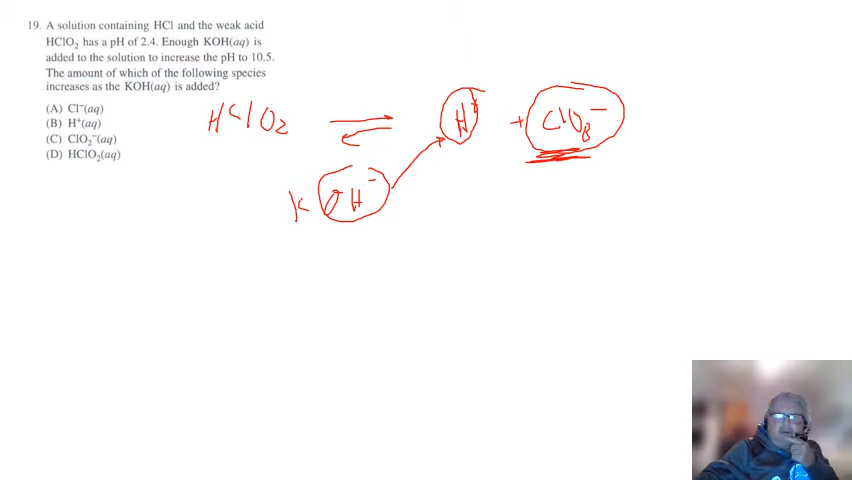 19. A solution containing HCl and the weak acid
HClO₂ has a pH of 2.4. Enough KOH(aq) is
added to the solution to increase the pH to 10.5.
The amount of which of the following species
increases as the KOH(aq) is added?
(A) Cl⁻(aq)
(B) H⁺(aq)
(C) ClO₂⁻(aq)
(D) HClO₂(aq)
HClO₂ ⇌ H⁺ + ClO₂⁻
KOH⁻